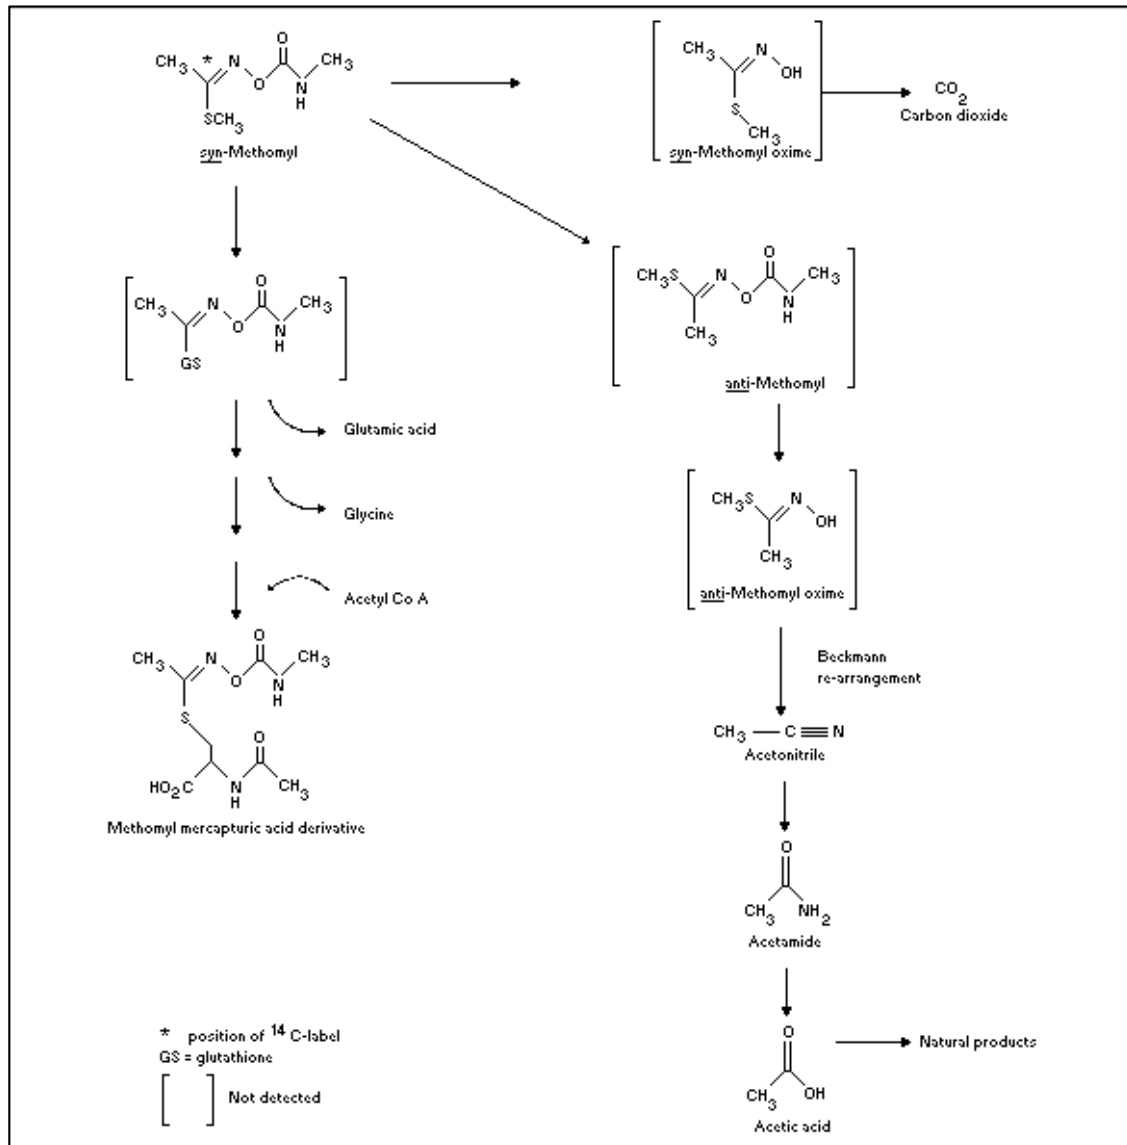 CH3 * N O O N H CH3
SCH3
syn-Methomyl
CH3 N OH
S CH3
syn-Methomyl oxime
CO2
Carbon dioxide
CH3 N O O N H CH3
GS
CH3S N O O N H CH3
CH3
anti-Methomyl
Glutamic acid
Glycine
Acetyl Co A
CH3S N OH
CH3
anti-Methomyl oxime
Beckmann
re-arrangement
CH3 N O O N H CH3
S
HO2C N H O CH3
Methomyl mercapturic acid derivative
CH3 — C ≡ N
Acetonitrile
O
CH3 NH2
Acetamide
O
CH3 OH
Acetic acid
Natural products
* position of 14 C-label
GS = glutathione
[ ] Not detected